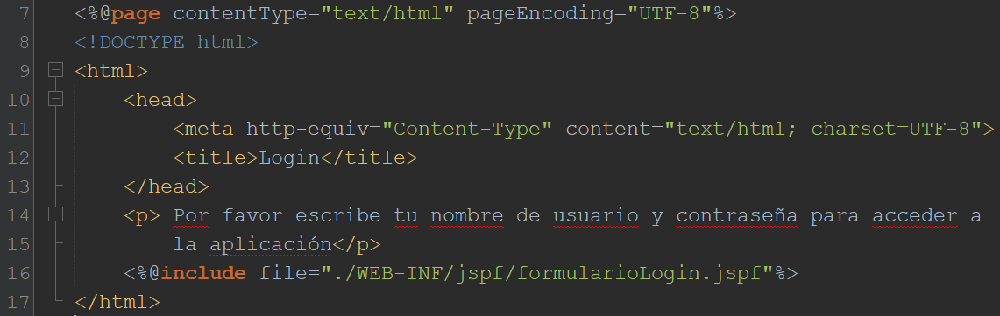 7 <%@page contentType="text/html" pageEncoding="UTF-8"%>
8 <!DOCTYPE html>
9 <html>
10 <head>
11 <meta http-equiv="Content-Type" content="text/html; charset=UTF-8">
12 <title>Login</title>
13 </head>
14 <p> Por favor escribe tu nombre de usuario y contraseña para acceder a
15 la aplicación</p>
16 <%@include file="./WEB-INF/jspf/formularioLogin.jspf"%>
17 </html>